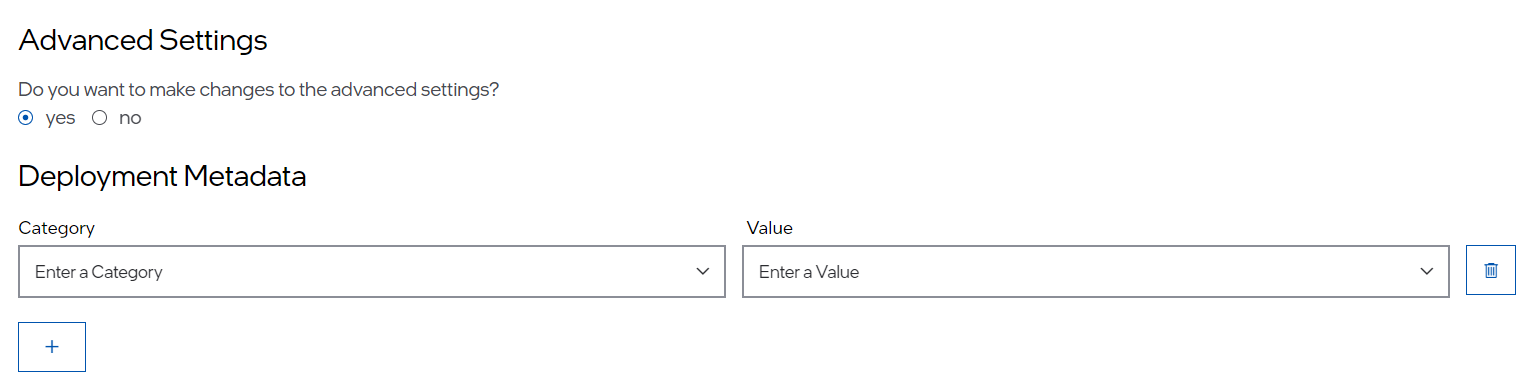 Advanced Settings
Do you want to make changes to the advanced settings?
yes no
Deployment Metadata
Category Value
Enter a Category Enter a Value
+